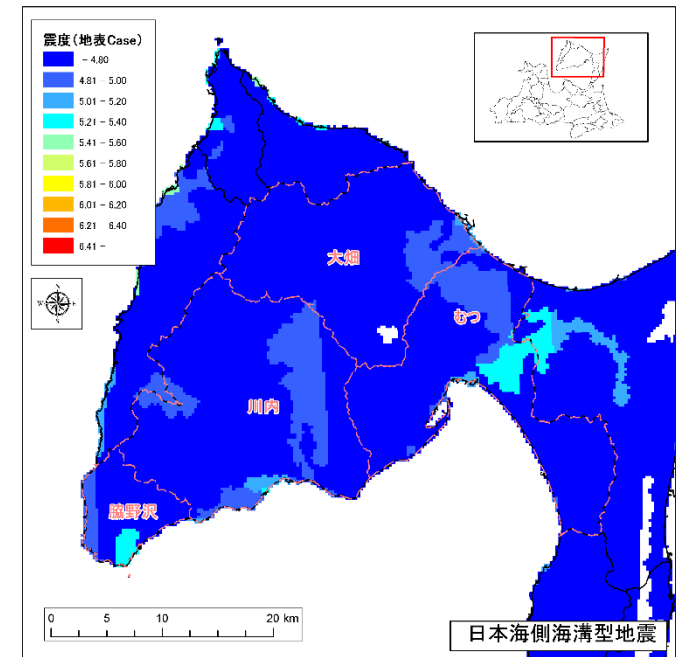 震度(地表Case)
- 4.80
4.81 - 5.00
5.01 - 5.20
5.21 - 5.40
5.41 - 5.60
5.61 - 5.80
5.81 - 6.00
6.01 - 6.20
6.21 6.40
6.41 -
N
W E
S
大畑
むつ
川内
脇野沢
0 5 10 20 km
日本海側海溝型地震